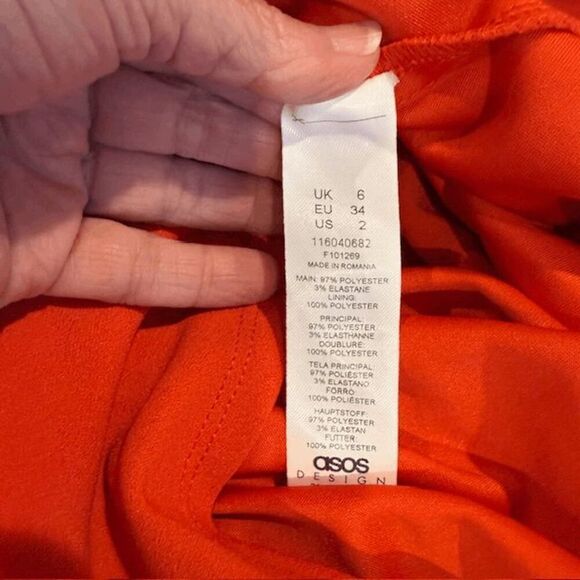 UK 6
EU 34
US 2
116040682
F101269
MADE IN ROMANIA
MAIN: 97% POLYESTER
3% ELASTANE
LINING:
100% POLYESTER
PRINCIPAL:
97% POLYESTER
3% ELASTHANNE
DOUBLURE:
100% POLYESTER
TELA PRINCIPAL:
97% POLIÉSTER
3% ELASTANO
FORRO
100% POLIÉSTER
HAUPTSTOFF:
97% POLYESTER
3% ELASTAN
FUTTER:
100% POLYESTER
asos
DESIGN